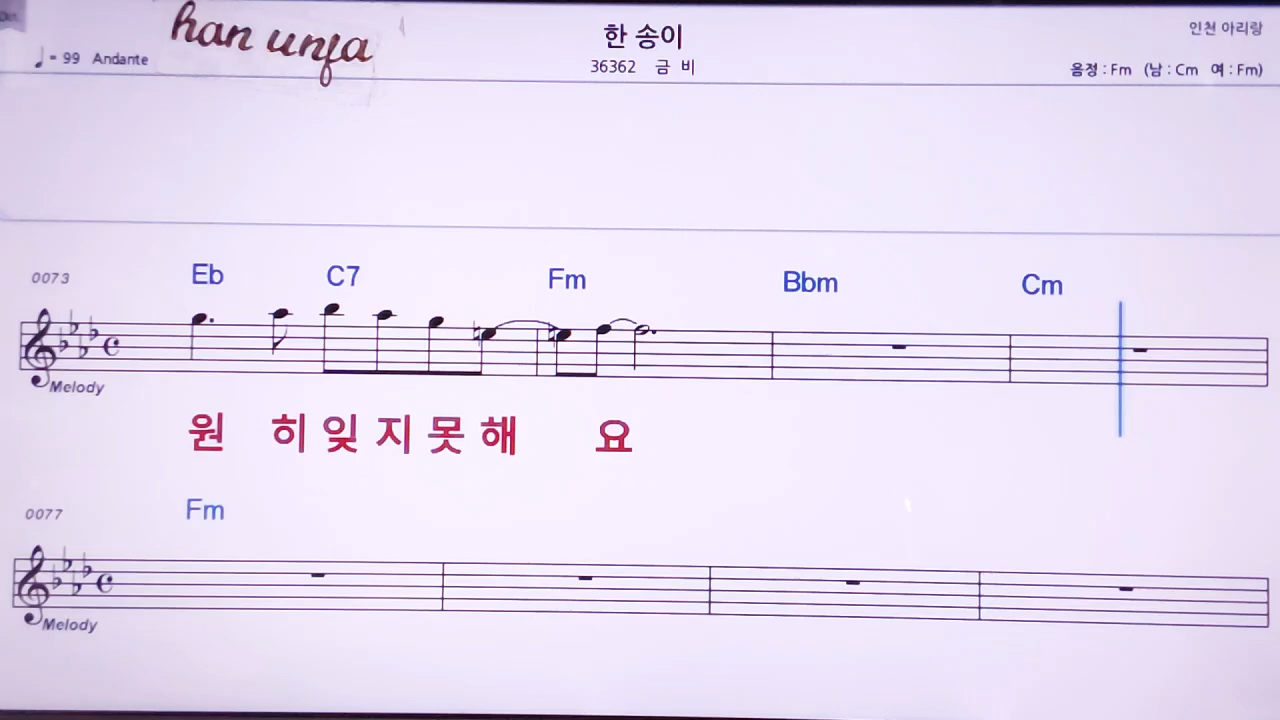 han unja
한 송이
인천 아리랑
♩= 99 Andante
36362 금 비
음정 : Fm (남 : Cm 여 : Fm)
0073 Eb C7 Fm Bbm Cm
Melody
원 히 잊 지 못 해 요
0077 Fm
Melody